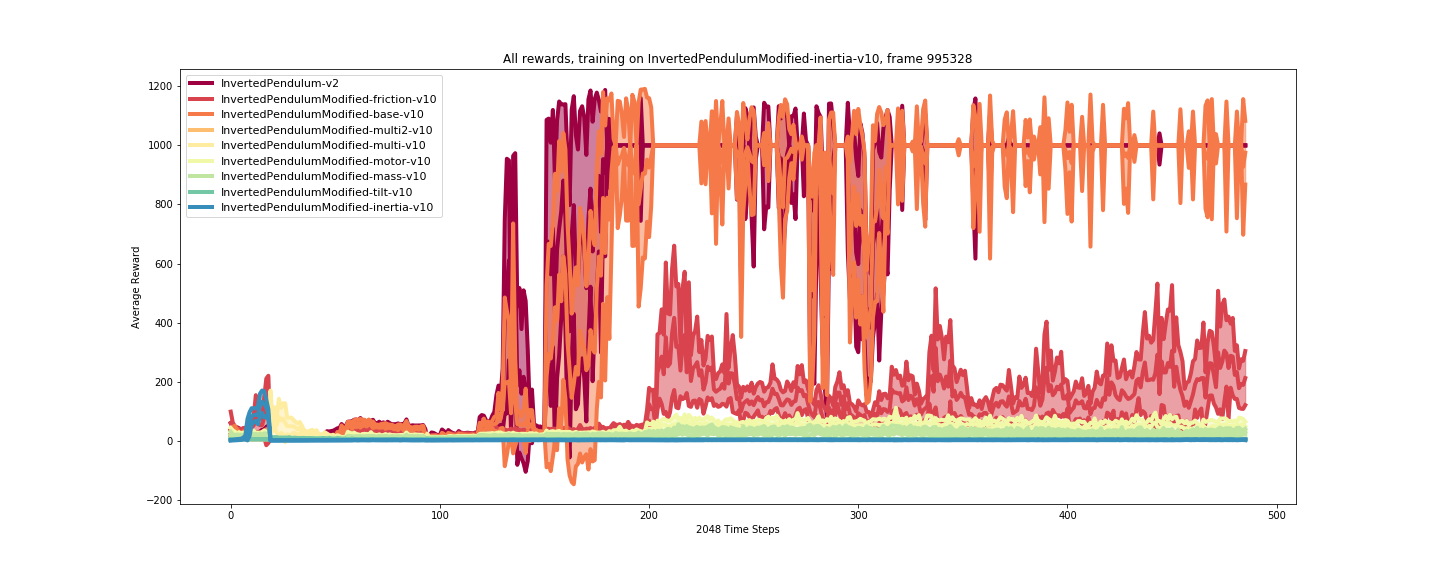 All rewards, training on InvertedPendulumModified-inertia-v10, frame 995328
InvertedPendulum-v2
InvertedPendulumModified-friction-v10
InvertedPendulumModified-base-v10
InvertedPendulumModified-multi2-v10
InvertedPendulumModified-multi-v10
InvertedPendulumModified-motor-v10
InvertedPendulumModified-mass-v10
InvertedPendulumModified-tilt-v10
InvertedPendulumModified-inertia-v10
1200
1000
800
600
400
200
0
−200
Average Reward
0 100 200 300 400 500
2048 Time Steps